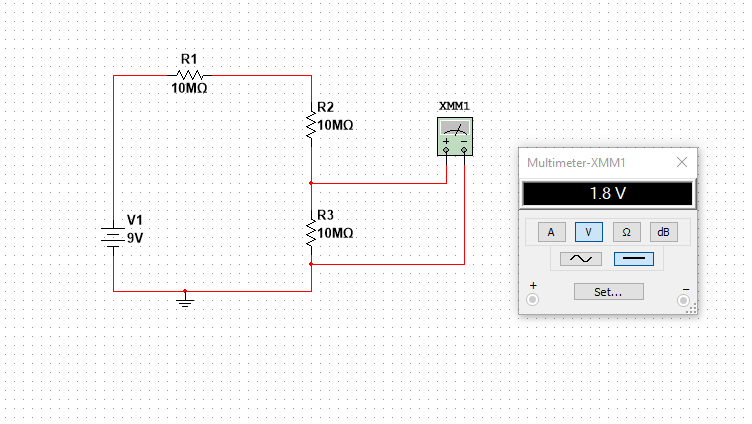 R1
10MΩ
R2
10MΩ
XMM1
+ −
R3
10MΩ
V1
9V
Multimeter-XMM1
1.8 V
A V Ω dB
+ −
Set...